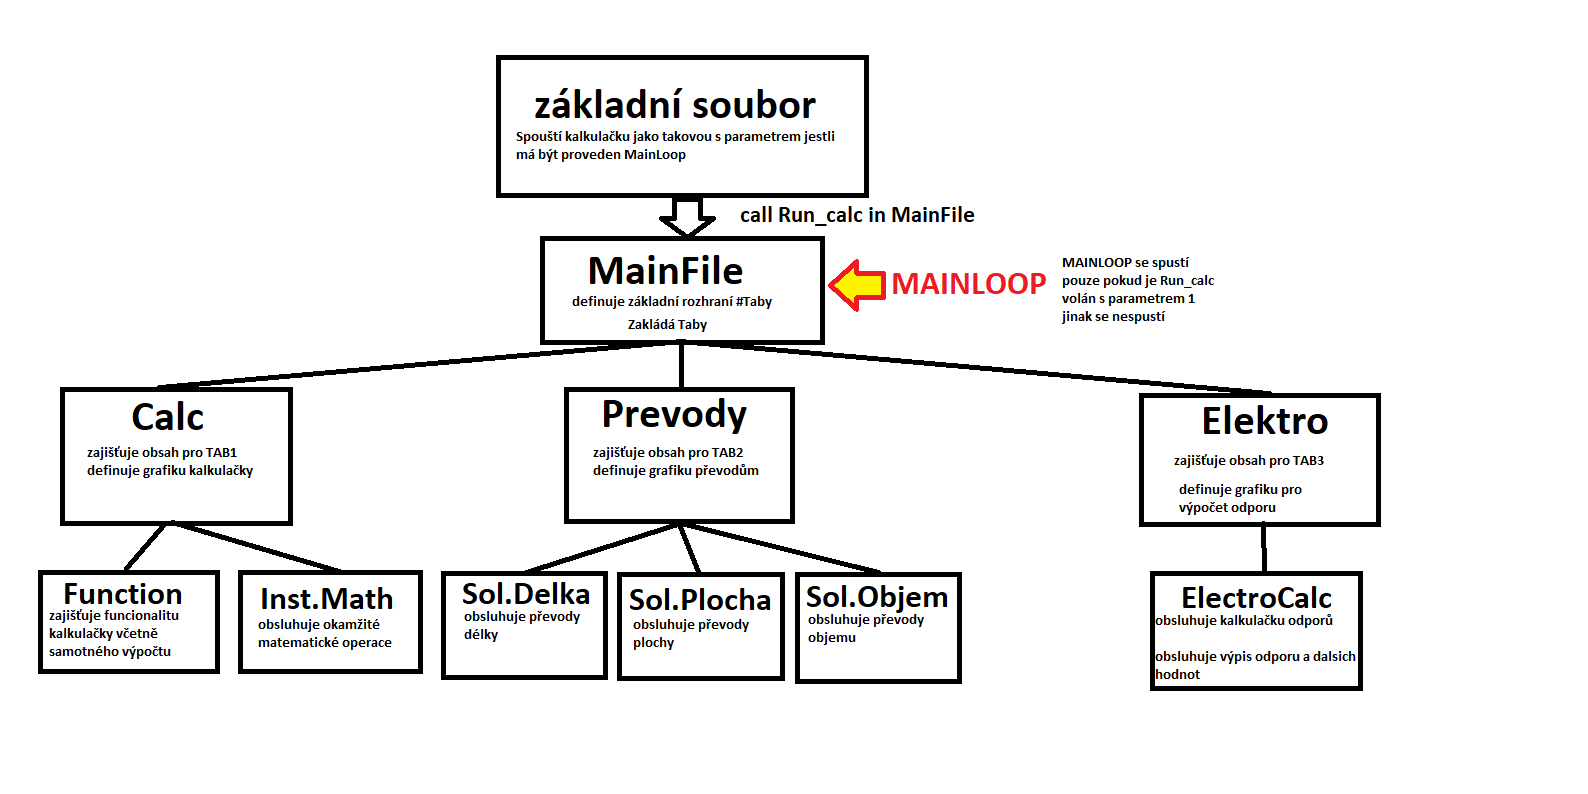 základní soubor
Spouští kalkulačku jako takovou s parametrem jestli
má být proveden MainLoop
call Run_calc in MainFile
MainFile
definuje základní rozhraní #Taby
Zakládá Taby
MAINLOOP
MAINLOOP se spustí
pouze pokud je Run_calc
volán s parametrem 1
jinak se nespustí
Calc
zajišťuje obsah pro TAB1
definuje grafiku kalkulačky
Prevody
zajišťuje obsah pro TAB2
definuje grafiku převodům
Elektro
zajišťuje obsah pro TAB3
definuje grafiku pro
výpočet odporu
Function
zajišťuje funcionalitu
kalkulačky včetně
samotného výpočtu
Inst.Math
obsluhuje okamžité
matematické operace
Sol.Delka
obsluhuje převody
délky
Sol.Plocha
obsluhuje převody
plochy
Sol.Objem
obsluhuje převody
objemu
ElectroCalc
obsluhuje kalkulačku odporů
obsluhuje výpis odporu a dalsich
hodnot